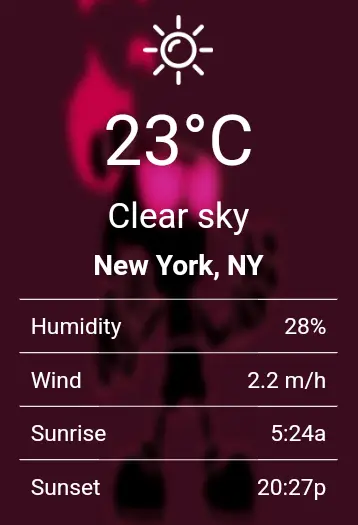 23°C
Clear sky
New York, NY
Humidity 28%
Wind 2.2 m/h
Sunrise 5:24a
Sunset 20:27p